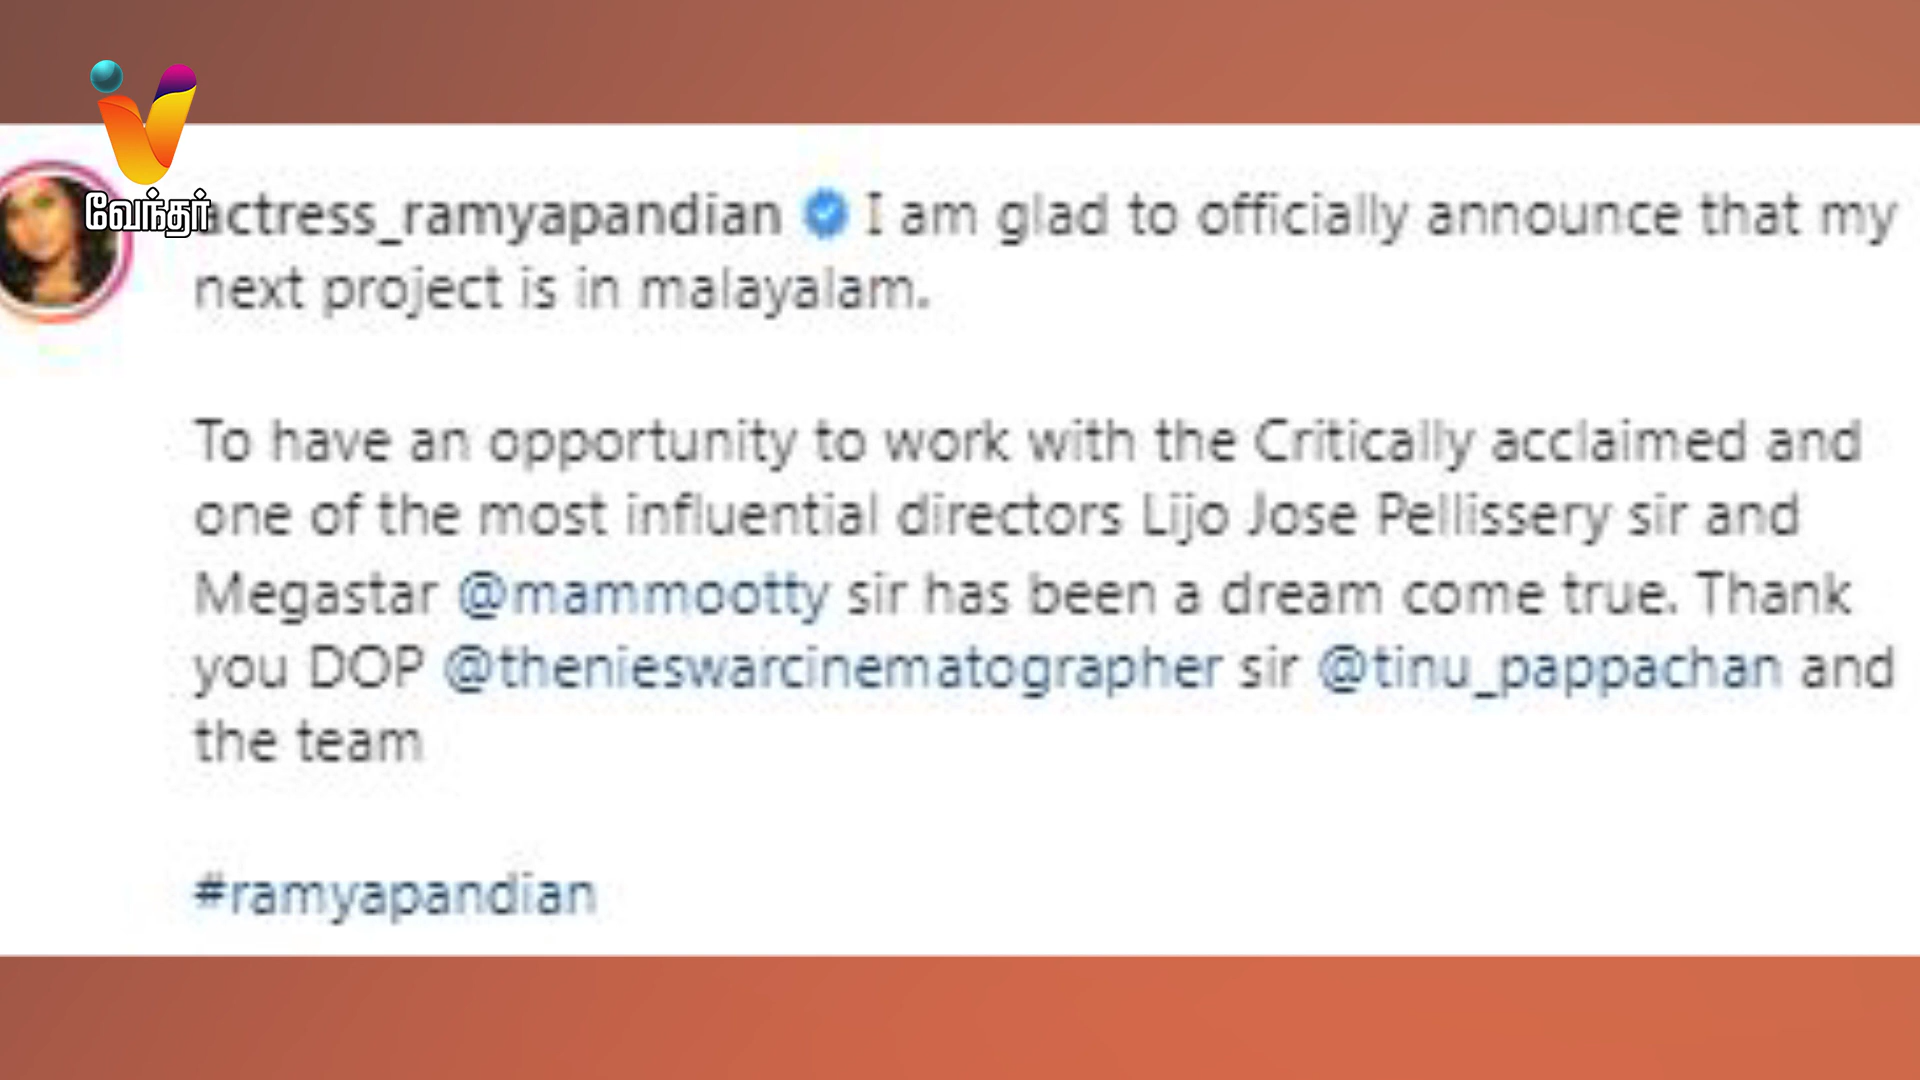 வேந்தர்
actress_ramyapandian I am glad to officially announce that my
next project is in malayalam.
To have an opportunity to work with the Critically acclaimed and
one of the most influential directors Lijo Jose Pellissery sir and
Megastar @mammootty sir has been a dream come true. Thank
you DOP @thenieswarcinematographer sir @tinu_pappachan and
the team
#ramyapandian